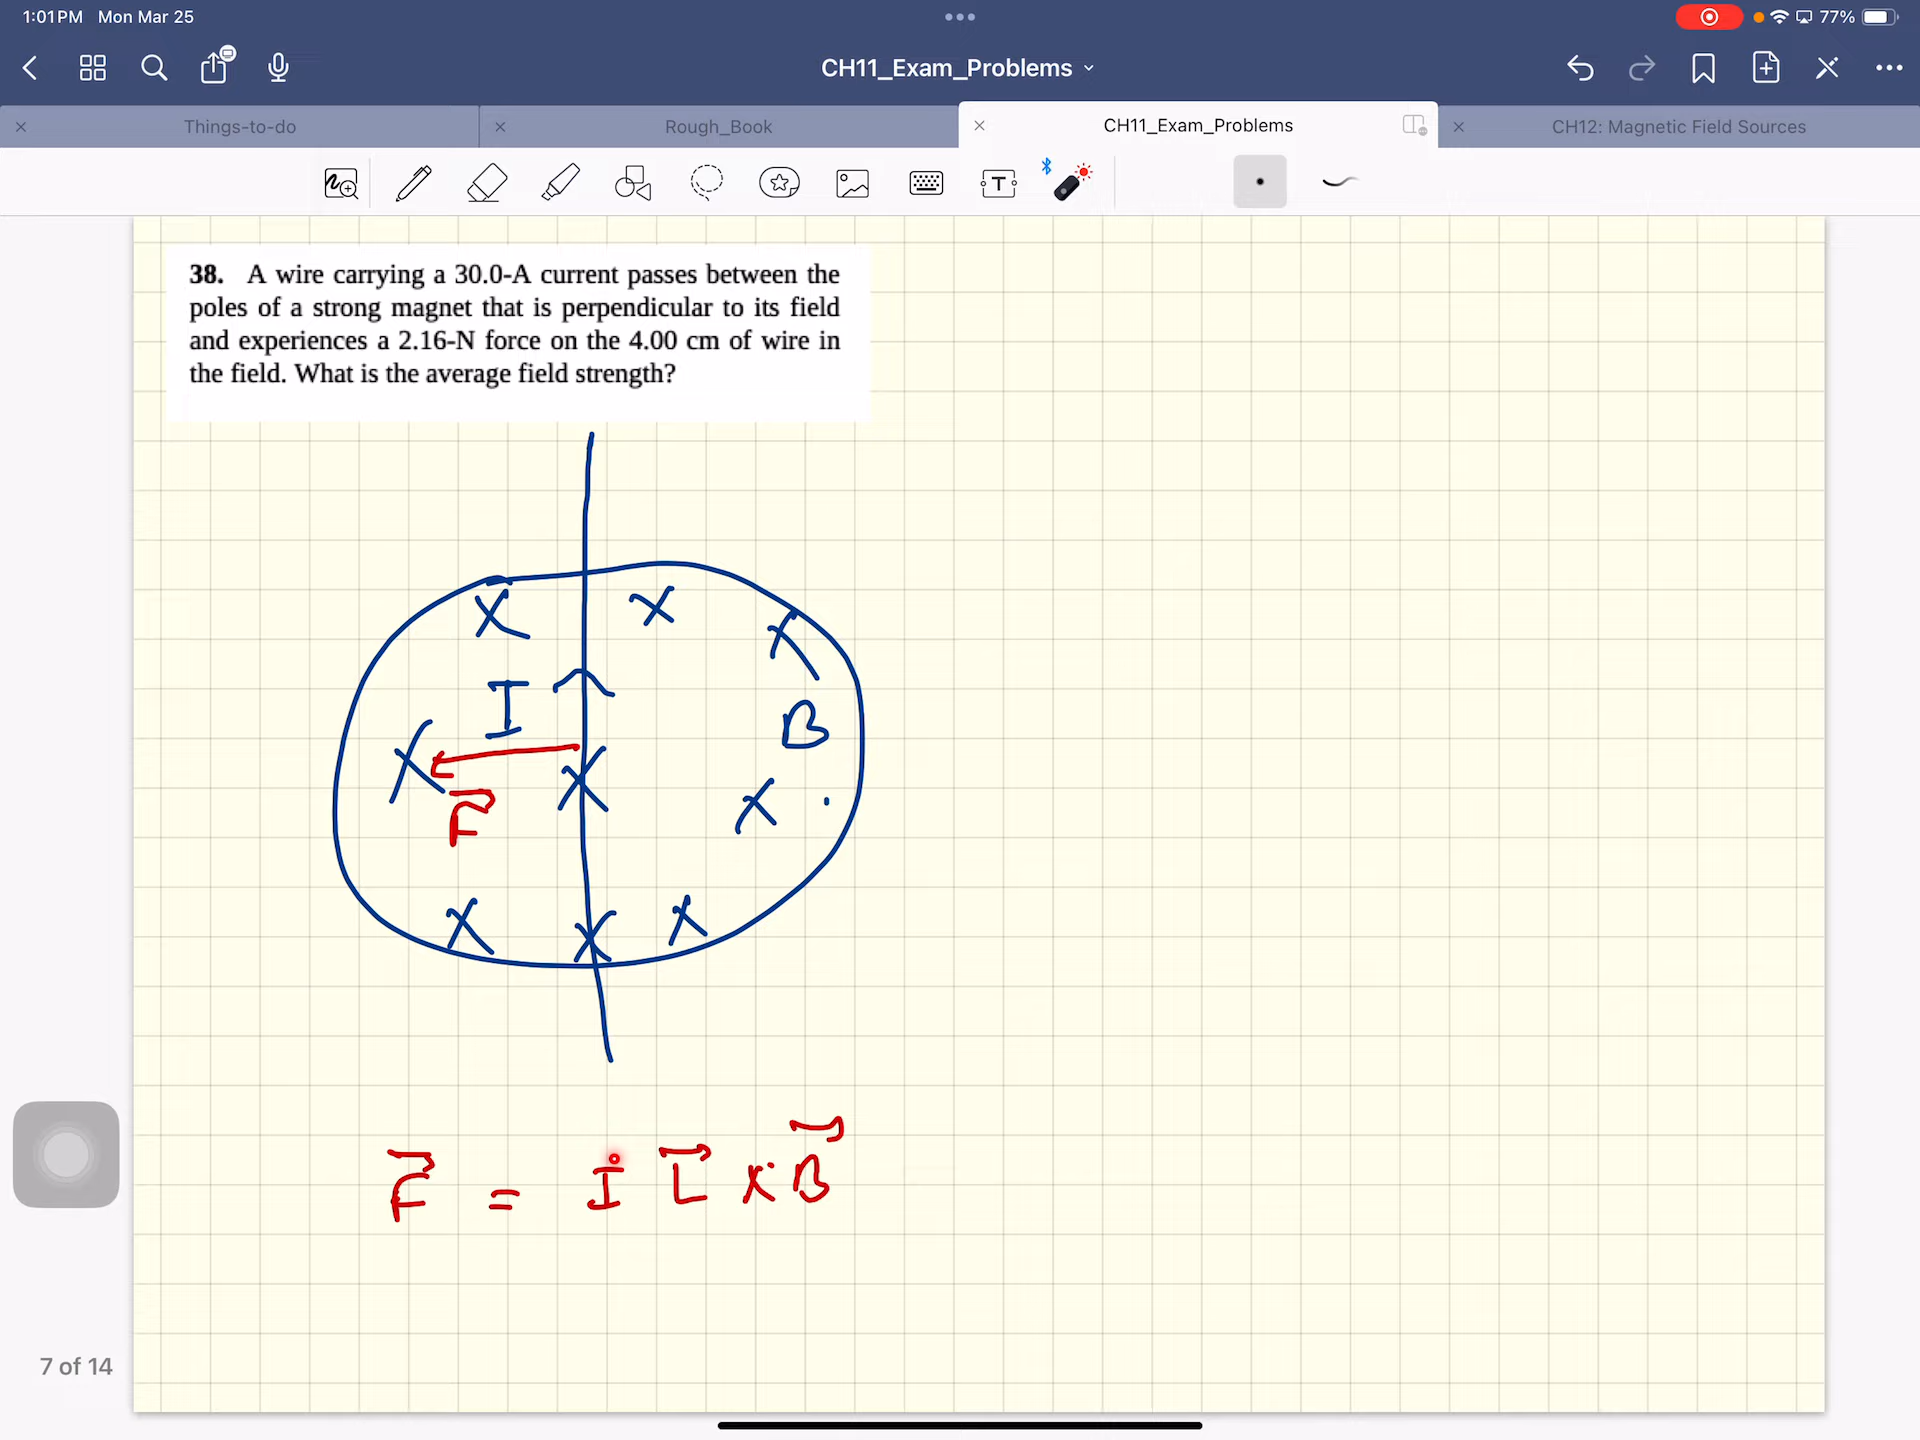 1:01 PM Mon Mar 25
77%
CH11_Exam_Problems
Things-to-do
Rough_Book
CH11_Exam_Problems
CH12: Magnetic Field Sources
T
38. A wire carrying a 30.0-A current passes between the
poles of a strong magnet that is perpendicular to its field
and experiences a 2.16-N force on the 4.00 cm of wire in
the field. What is the average field strength?
X X X
I
B
X X X
F⃗
X X X
F⃗ = I L⃗ × B⃗
7 of 14